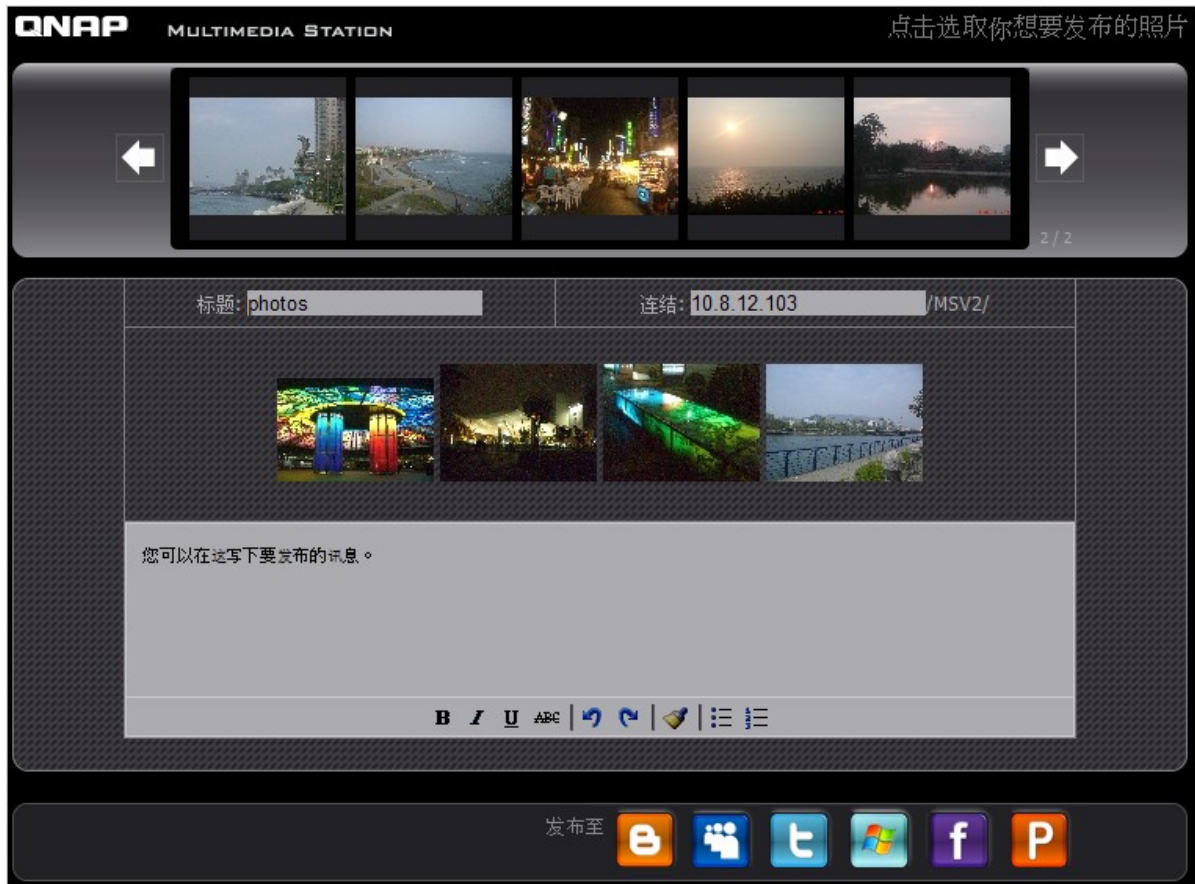 QNAP MULTIMEDIA STATION 点击选取你想要发布的照片
2 / 2
标题: photos 连结: 10.8.12.103 /MSV2/
您可以在这写下要发布的讯息。
B I U ABC
发布至